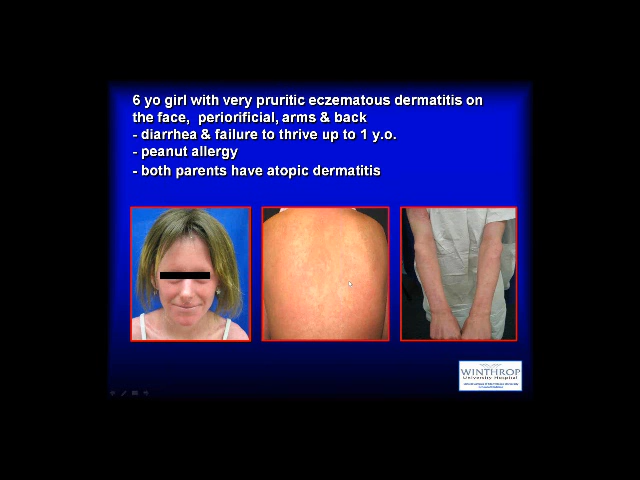 6 yo girl with very pruritic eczematous dermatitis on
the face, periorificial, arms & back
- diarrhea & failure to thrive up to 1 y.o.
- peanut allergy
- both parents have atopic dermatitis
WINTHROP
University Hospital